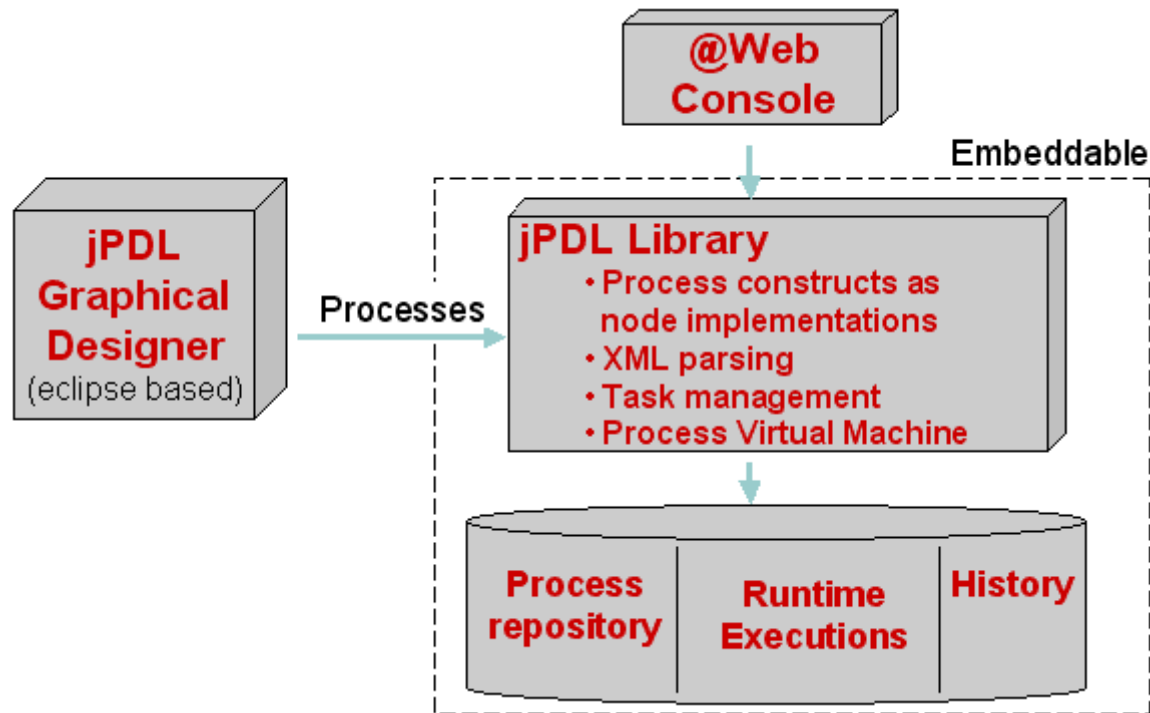 @Web
Console
Embeddable
jPDL
Graphical
Designer
(eclipse based)
Processes
jPDL Library
• Process constructs as
node implementations
• XML parsing
• Task management
• Process Virtual Machine
Process
repository
Runtime
Executions
History